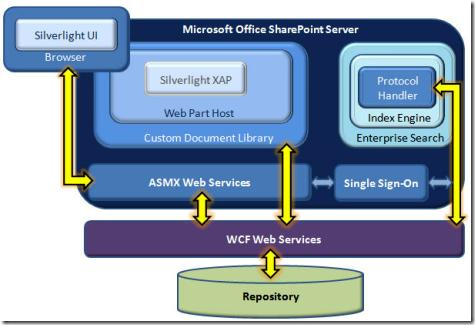 Microsoft Office SharePoint Server
Silverlight UI
Browser
Silverlight XAP
Web Part Host
Custom Document Library
Protocol
Handler
Index Engine
Enterprise Search
ASMX Web Services
Single Sign-On
WCF Web Services
Repository